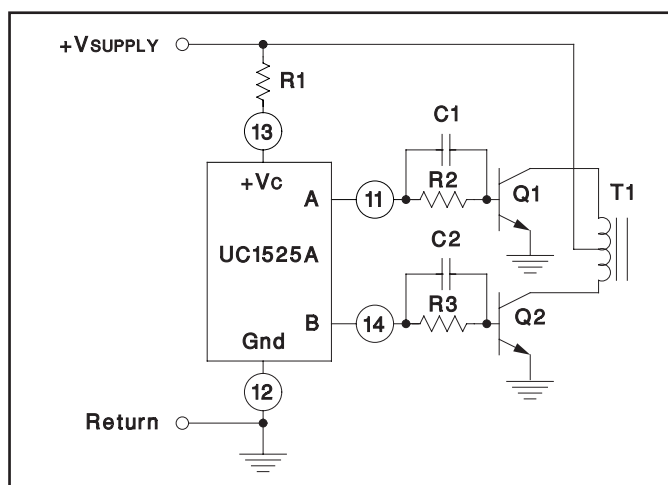 +VSUPPLY
R1
13
+VC
C1
A
11
R2
Q1
T1
UC1525A
C2
B
14
R3
Q2
Gnd
12
Return